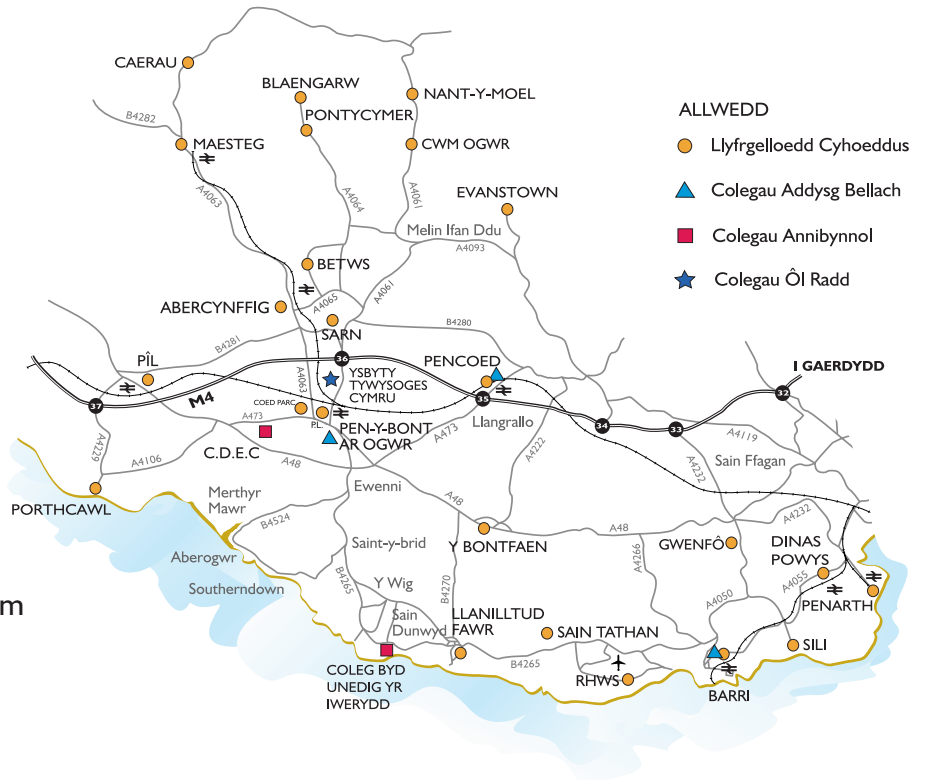 CAERAU
BLAENGARW
NANT-Y-MOEL
B4282
PONTYCYMER
MAESTEG
CWM OGWR
A4063
A4064
A4061
EVANSTOWN
Melin Ifan Ddu
A4093
BETWS
A4061
A4065
ABERCYNFFIG
SARN
B4281
B4280
PÎL
36
YSBYTY
TYWYSOGES
CYMRU
PENCOED
I GAERDYDD
32
M4
A4063
37
COED PARC
P.L.
35
34
33
A473
Llangrallo
PEN-Y-BONT
AR OGWR
A473
A4222
A4119
C.D.E.C
A48
A4229
A4106
Sain Ffagan
A4232
PORTHCAWL
Merthyr
Mawr
Ewenni
A48
B4524
A48
A4232
Saint-y-brid
Y BONTFAEN
GWENFÔ
DINAS
POWYS
Aberogwr
Southerndown
B4265
Y Wig
B4270
A4266
A4050
A4055
PENARTH
m
Sain
Dunwyd
LLANILLTUD
FAWR
SAIN TATHAN
SILI
B4265
COLEG BYD
UNEDIG YR
IWERYDD
RHWS
BARRI
ALLWEDD
Llyfrgelloedd Cyhoeddus
Colegau Addysg Bellach
Colegau Annibynnol
Colegau Ôl Radd